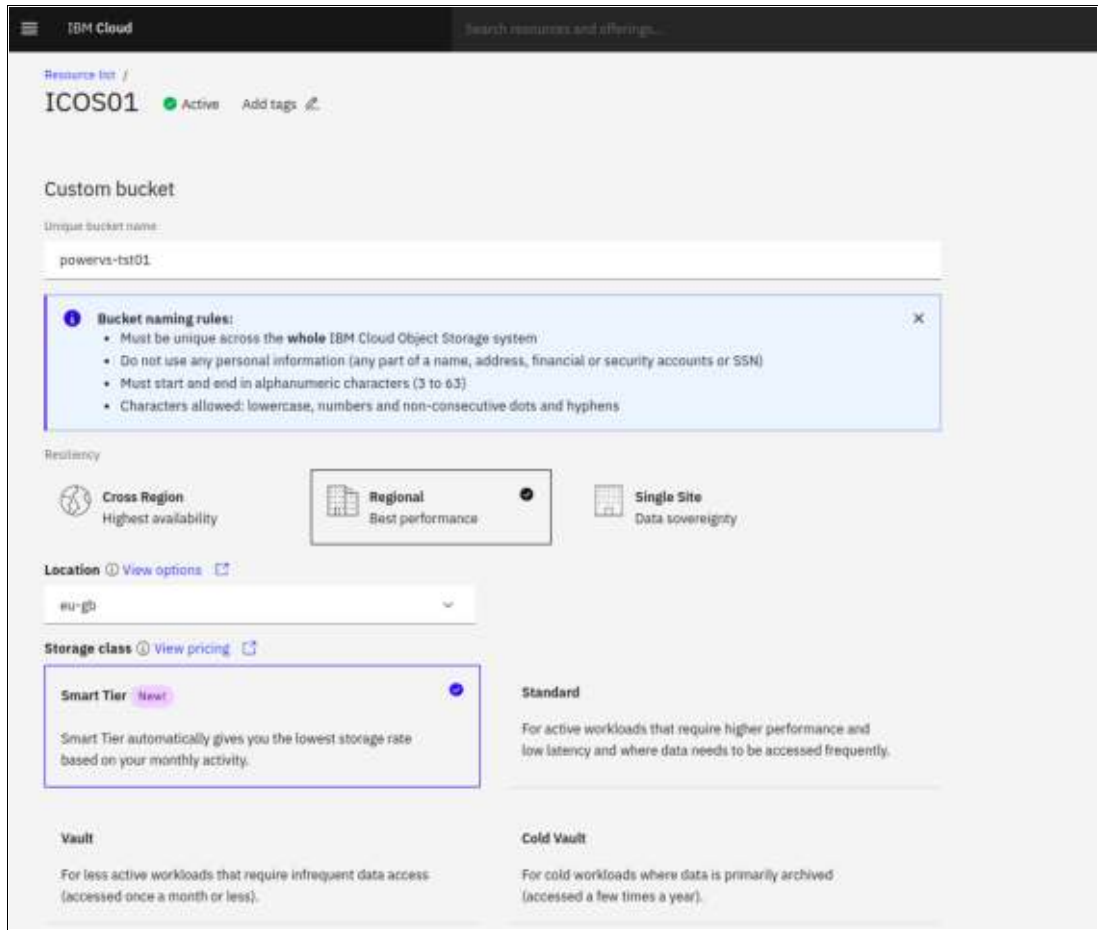 IBM Cloud
Search resources and offerings...
Resource list /
ICOS01 Active Add tags
Custom bucket
Unique bucket name
powervs-tst01
Bucket naming rules:
• Must be unique across the whole IBM Cloud Object Storage system
• Do not use any personal information (any part of a name, address, financial or security accounts or SSN)
• Must start and end in alphanumeric characters (3 to 63)
• Characters allowed: lowercase, numbers and non-consecutive dots and hyphens
Resiliency
Cross Region
Highest availability
Regional
Best performance
Single Site
Data sovereignty
Location View options
eu-gb
Storage class View pricing
Smart Tier New!
Smart Tier automatically gives you the lowest storage rate
based on your monthly activity.
Standard
For active workloads that require higher performance and
low latency and where data needs to be accessed frequently.
Vault
For less active workloads that require infrequent data access
(accessed once a month or less).
Cold Vault
For cold workloads where data is primarily archived
(accessed a few times a year).